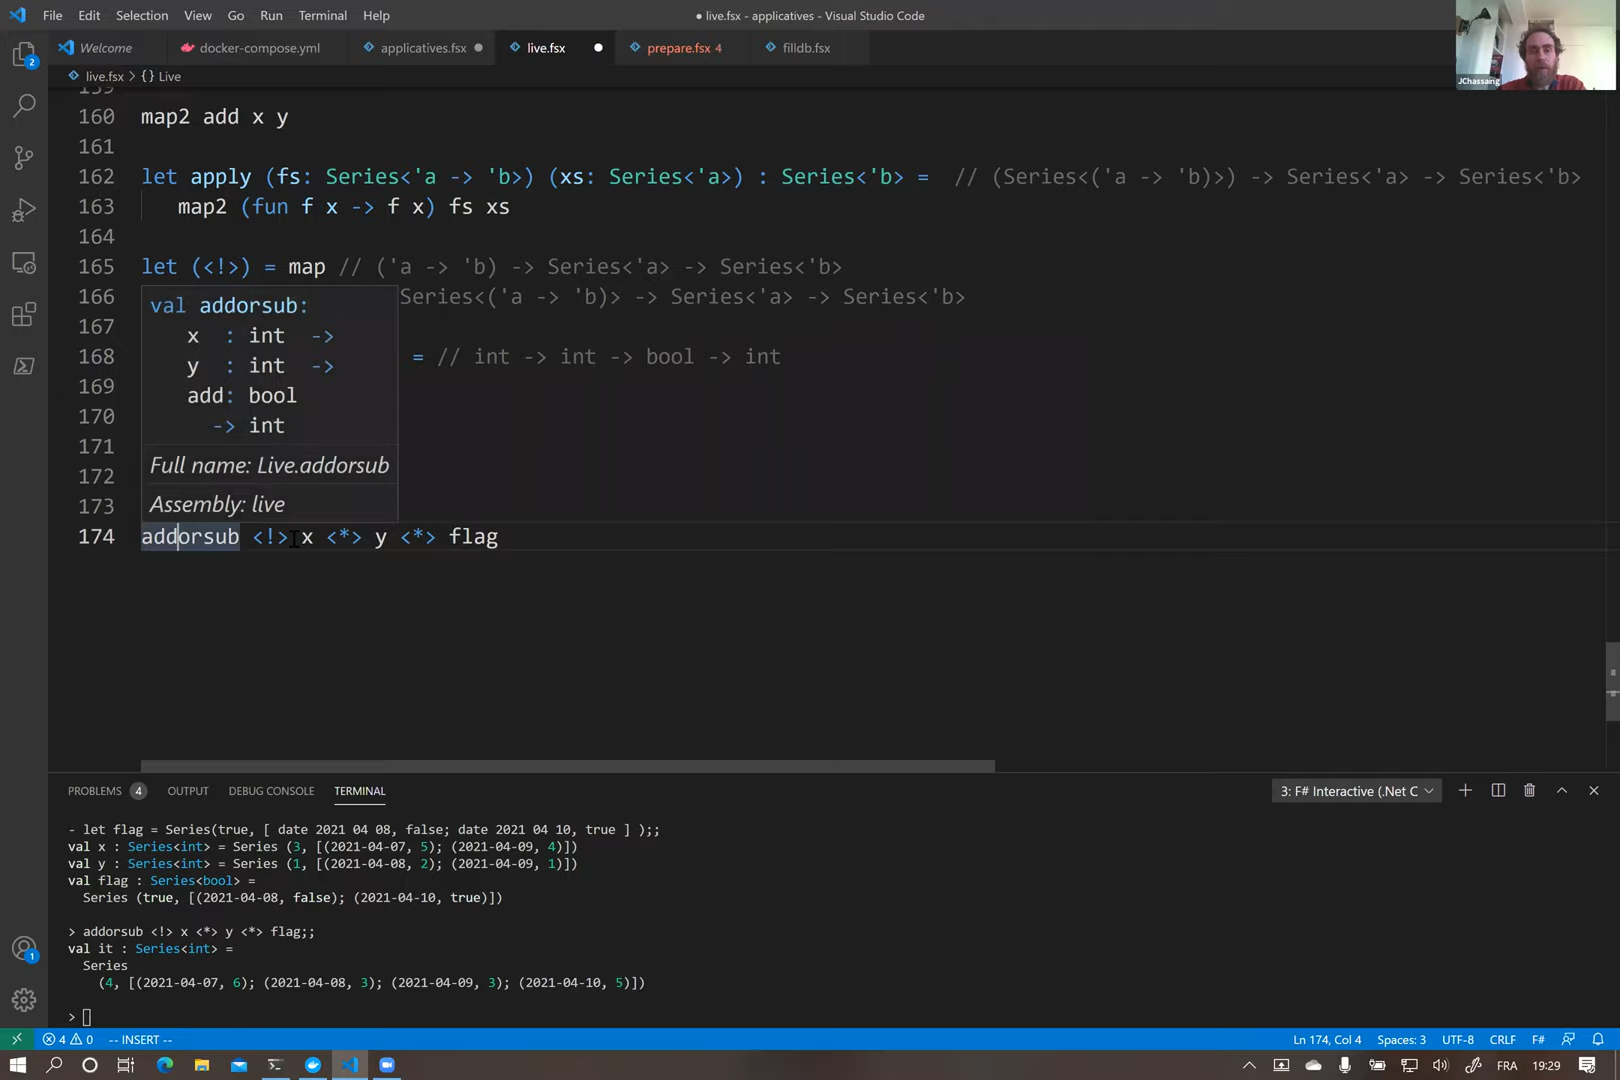 File Edit Selection View Go Run Terminal Help
● live.fsx - applicatives - Visual Studio Code
JChassaing
Welcome docker-compose.yml applicatives.fsx live.fsx prepare.fsx 4 filldb.fsx
live.fsx > {} Live
2
159
160 map2 add x y
161
162 let apply (fs: Series<'a -> 'b>) (xs: Series<'a>) : Series<'b> = // (Series<('a -> 'b)>) -> Series<'a> -> Series<'b>
163 map2 (fun f x -> f x) fs xs
164
165 let (<!>) = map // ('a -> 'b) -> Series<'a> -> Series<'b>
166 Series<('a -> 'b)> -> Series<'a> -> Series<'b>
167
168 = // int -> int -> bool -> int
169
170
171
172
173
val addorsub:
x : int ->
y : int ->
add: bool
-> int
Full name: Live.addorsub
Assembly: live
174 addorsub <!> x <*> y <*> flag
PROBLEMS 4 OUTPUT DEBUG CONSOLE TERMINAL
3: F# Interactive (.Net C
- let flag = Series(true, [ date 2021 04 08, false; date 2021 04 10, true ] );;
val x : Series<int> = Series (3, [(2021-04-07, 5); (2021-04-09, 4)])
val y : Series<int> = Series (1, [(2021-04-08, 2); (2021-04-09, 1)])
val flag : Series<bool> =
Series (true, [(2021-04-08, false); (2021-04-10, true)])
> addorsub <!> x <*> y <*> flag;;
val it : Series<int> =
Series
(4, [(2021-04-07, 6); (2021-04-08, 3); (2021-04-09, 3); (2021-04-10, 5)])
>
1
4 0 -- INSERT --
Ln 174, Col 4 Spaces: 3 UTF-8 CRLF F#
FRA 19:29